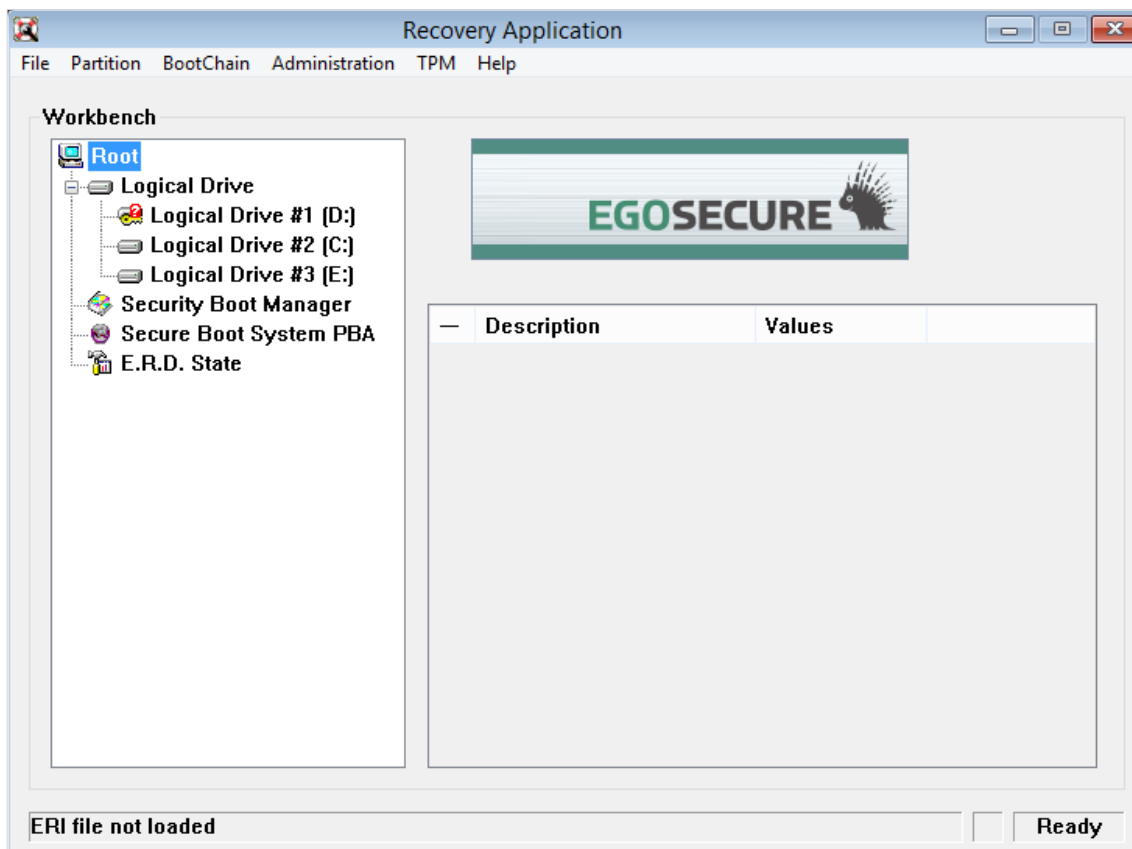 Recovery Application
File Partition BootChain Administration TPM Help
Workbench
Root
Logical Drive
Logical Drive #1 (D:)
Logical Drive #2 (C:)
Logical Drive #3 (E:)
Security Boot Manager
Secure Boot System PBA
E.R.D. State
EGOSECURE
— Description Values
ERI file not loaded
Ready